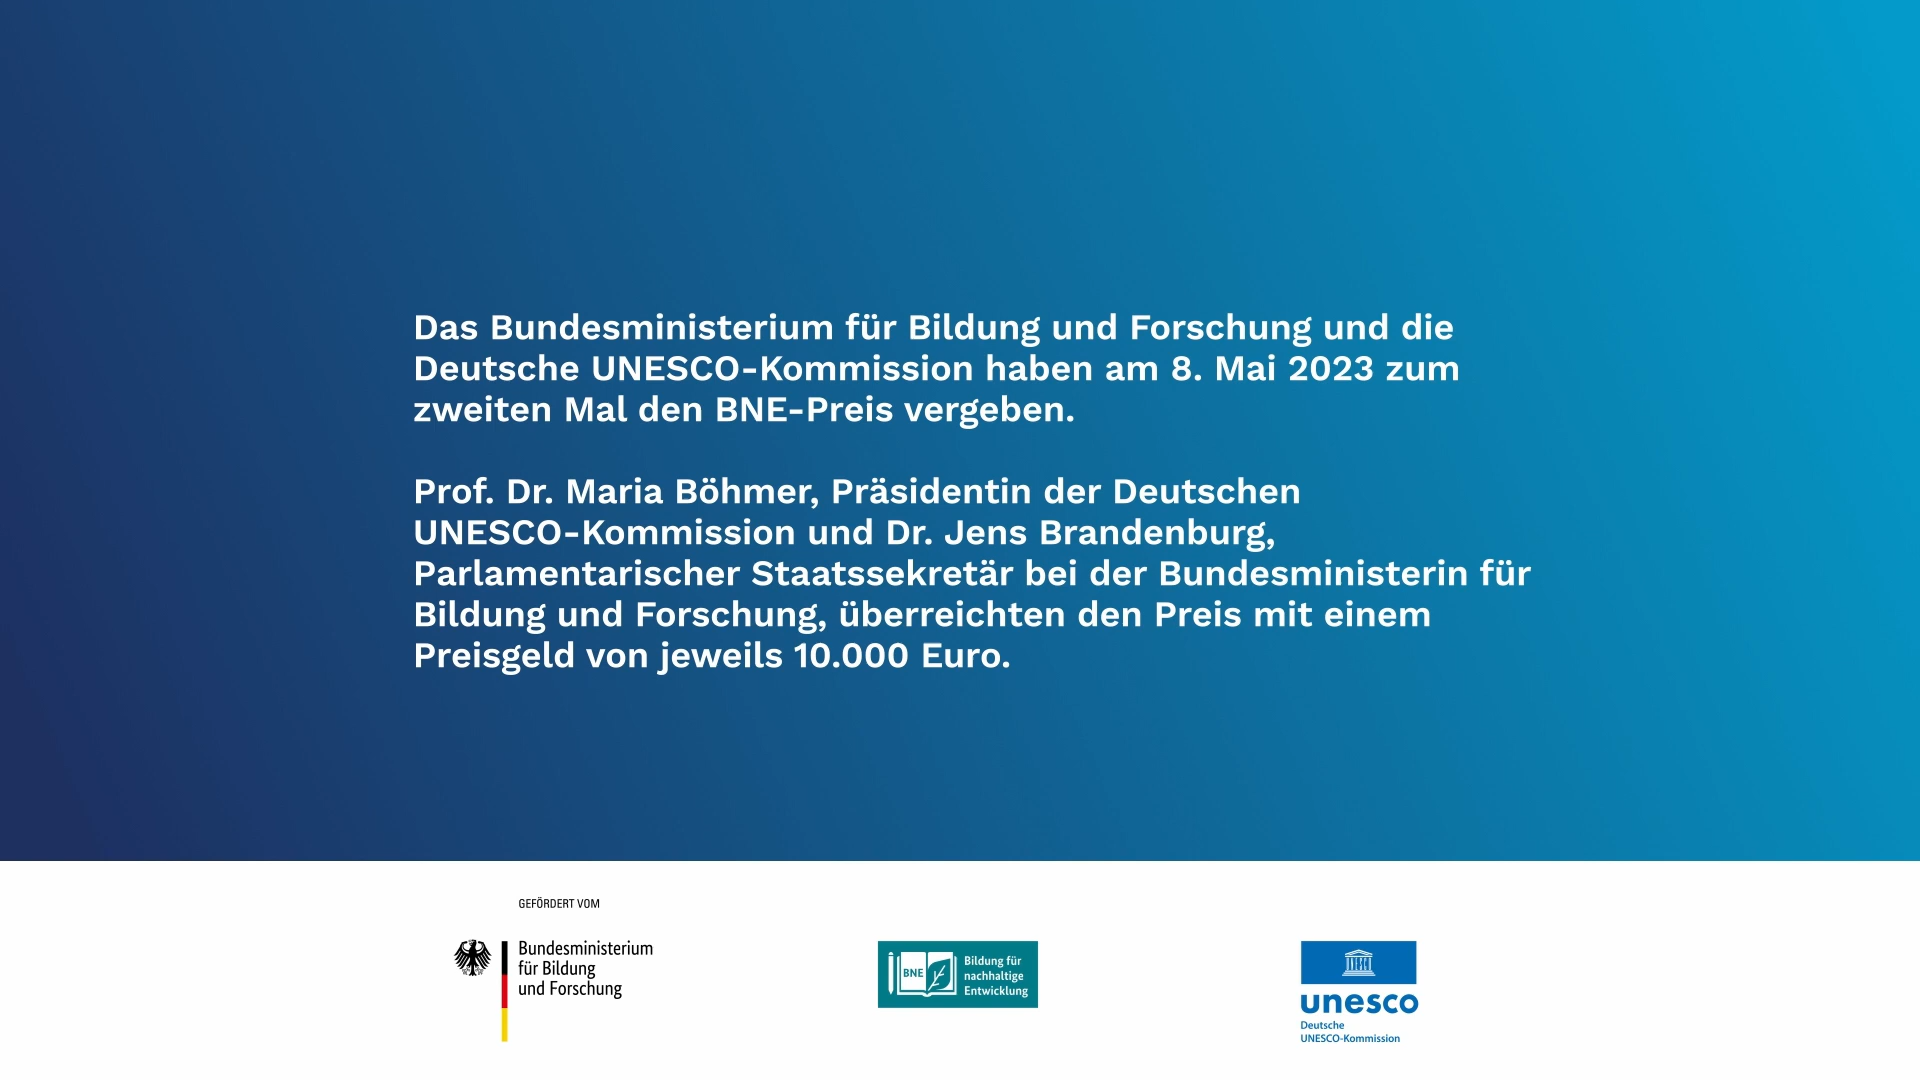 Das Bundesministerium für Bildung und Forschung und die
Deutsche UNESCO-Kommission haben am 8. Mai 2023 zum
zweiten Mal den BNE-Preis vergeben.
Prof. Dr. Maria Böhmer, Präsidentin der Deutschen
UNESCO-Kommission und Dr. Jens Brandenburg,
Parlamentarischer Staatssekretär bei der Bundesministerin für
Bildung und Forschung, überreichten den Preis mit einem
Preisgeld von jeweils 10.000 Euro.
GEFÖRDERT VOM
Bundesministerium
für Bildung
und Forschung
BNE
Bildung für
nachhaltige
Entwicklung
unesco
Deutsche
UNESCO-Kommission